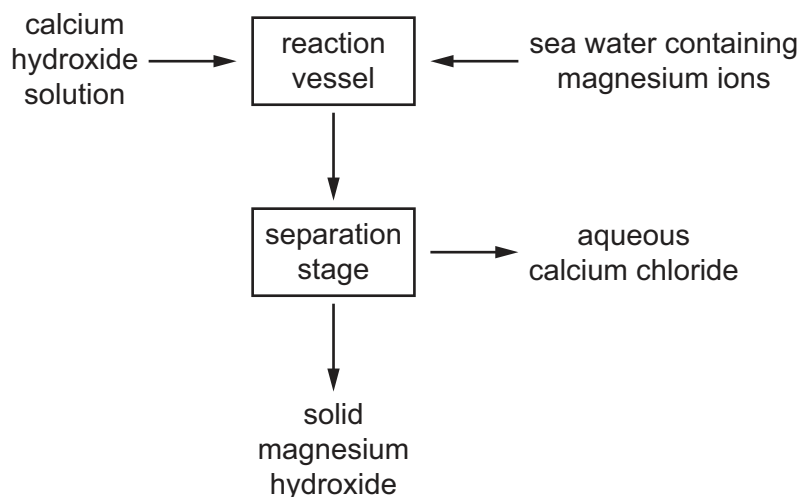 calcium
hydroxide
solution
reaction
vessel
sea water containing
magnesium ions
separation
stage
aqueous
calcium chloride
solid
magnesium
hydroxide